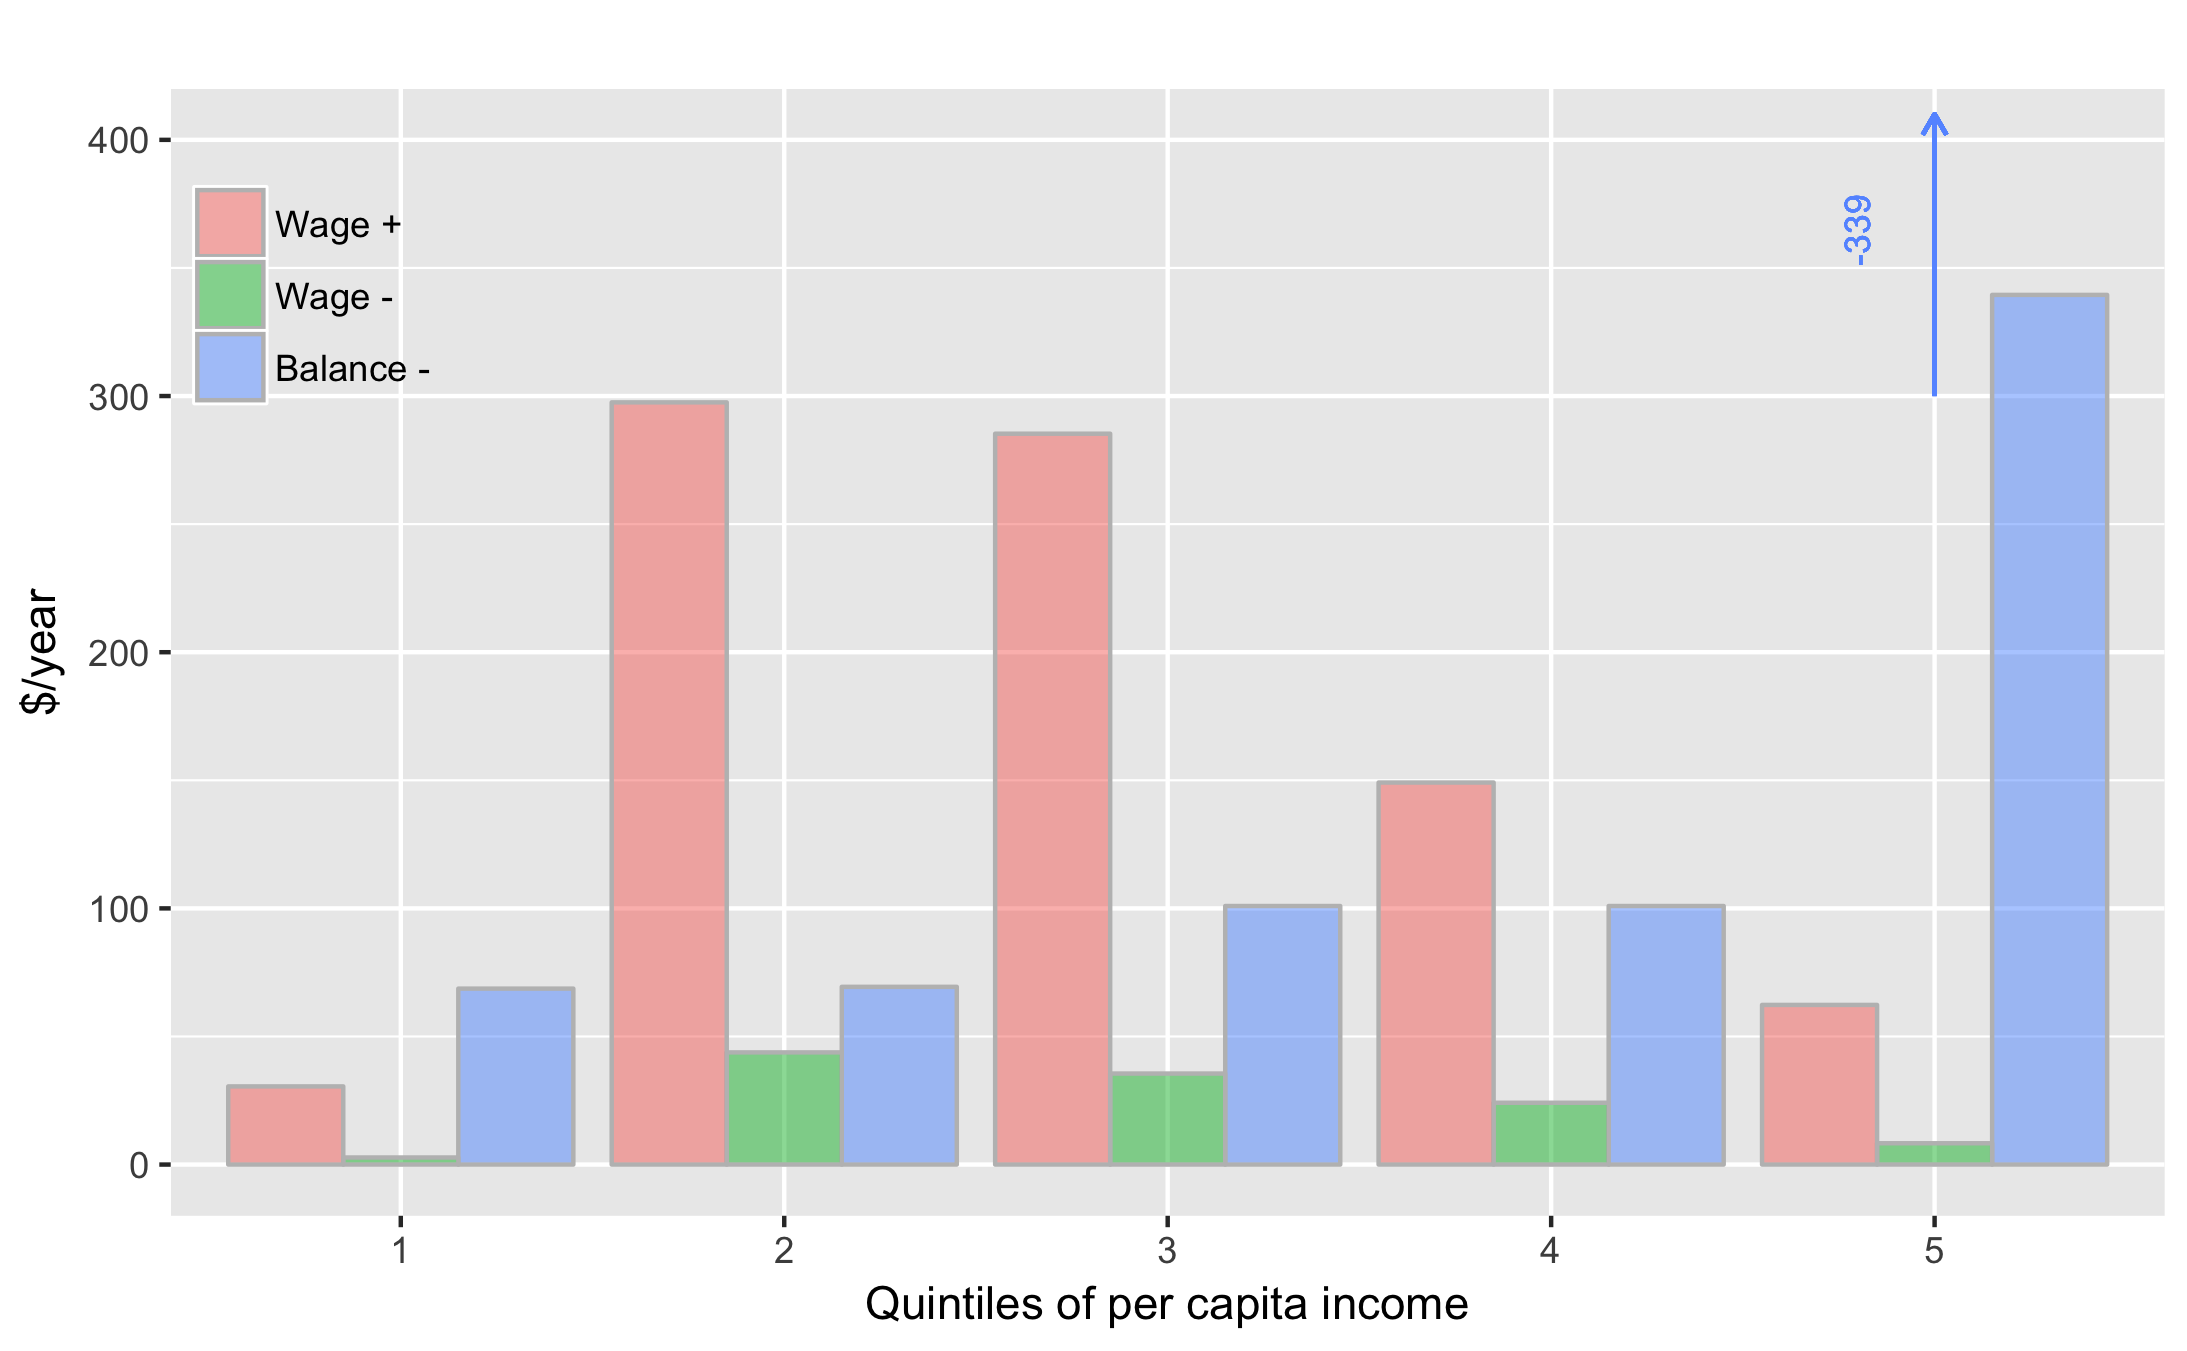 400
300
200
100
0
$/year
Wage +
Wage -
Balance -
-339
1 2 3 4 5
Quintiles of per capita income